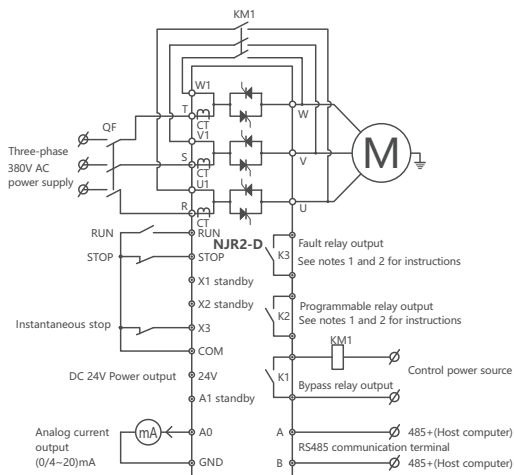 KM1
W1
T
CT
W
QF
V1
Three-phase
380V AC
power supply
S
CT
V
M
U1
R
CT
U
RUN
RUN
NJR2-D
STOP
STOP
K3
Fault relay output
See notes 1 and 2 for instructions
X1 standby
X2 standby
K2
Programmable relay output
See notes 1 and 2 for instructions
Instantaneous stop
X3
COM
KM1
Control power source
DC 24V Power output
24V
K1
Bypass relay output
A1 standby
Analog current
output
(0/4~20)mA
mA
A0
GND
A
485+(Host computer)
RS485 communication terminal
B
485+(Host computer)